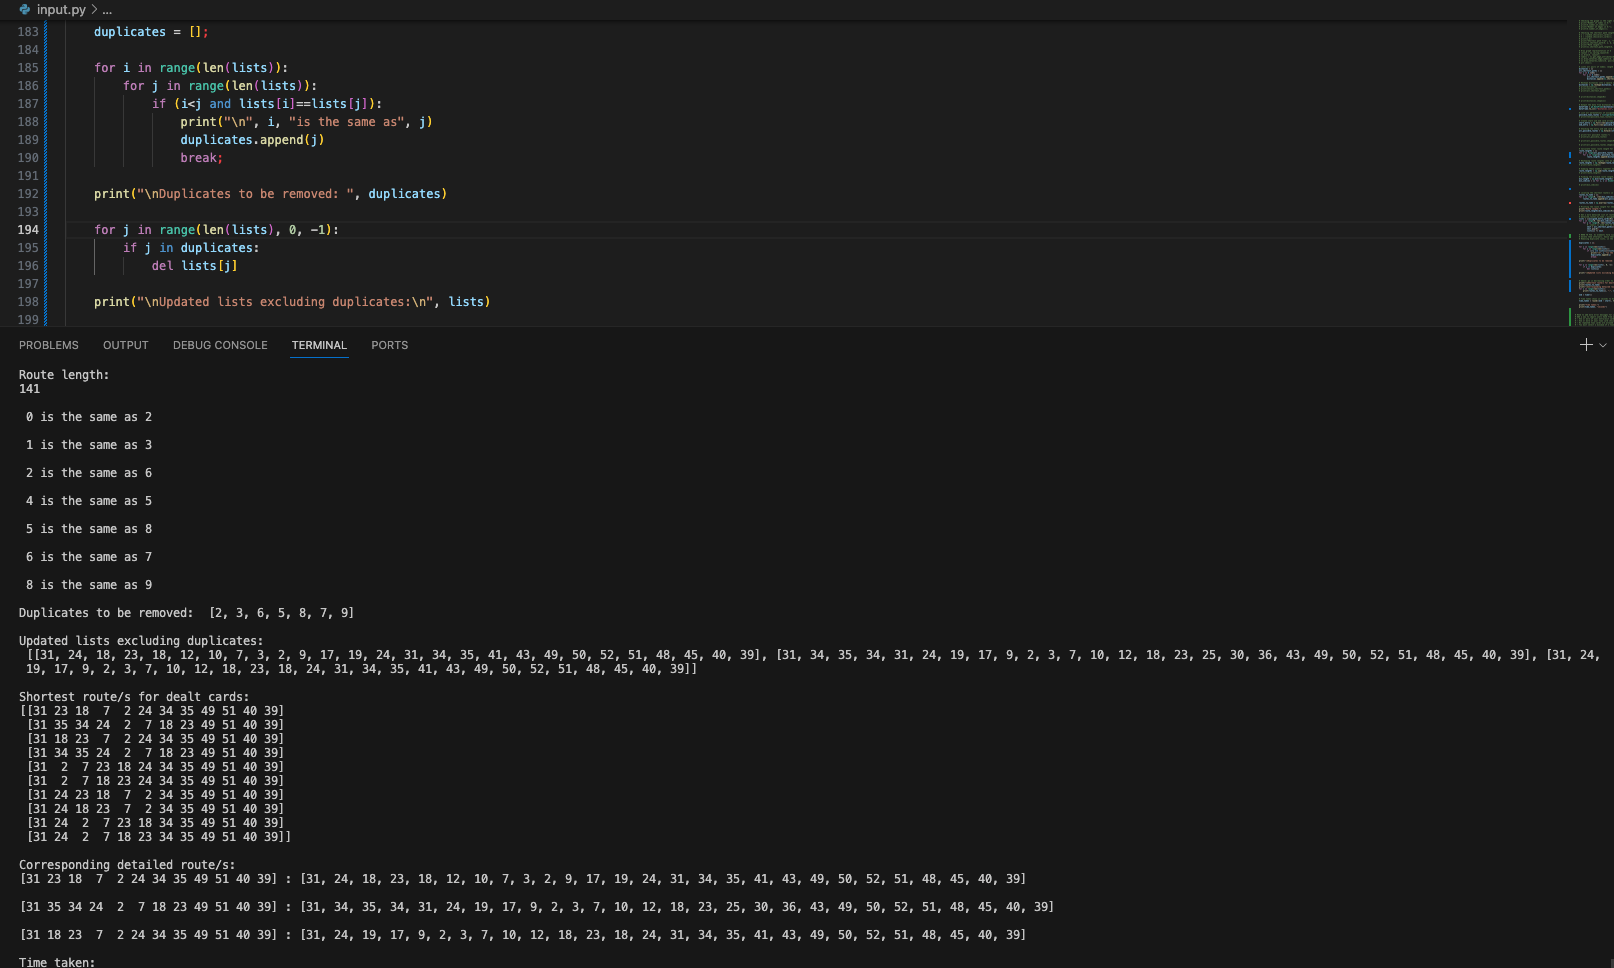 input.py > ...
183 duplicates = [];
184
185 for i in range(len(lists)):
186 for j in range(len(lists)):
187 if (i<j and lists[i]==lists[j]):
188 print("\n", i, "is the same as", j)
189 duplicates.append(j)
190 break;
191
192 print("\nDuplicates to be removed: ", duplicates)
193
194 for j in range(len(lists), 0, -1):
195 if j in duplicates:
196 del lists[j]
197
198 print("\nUpdated lists excluding duplicates:\n", lists)
199
PROBLEMS OUTPUT DEBUG CONSOLE TERMINAL PORTS
Route length:
141
0 is the same as 2
1 is the same as 3
2 is the same as 6
4 is the same as 5
5 is the same as 8
6 is the same as 7
8 is the same as 9
Duplicates to be removed:  [2, 3, 6, 5, 8, 7, 9]
Updated lists excluding duplicates:
[[31, 24, 18, 23, 18, 12, 10, 7, 3, 2, 9, 17, 19, 24, 31, 34, 35, 41, 43, 49, 50, 52, 51, 48, 45, 40, 39], [31, 34, 35, 34, 31, 24, 19, 17, 9, 2, 3, 7, 10, 12, 18, 23, 25, 30, 36, 43, 49, 50, 52, 51, 48, 45, 40, 39], [31, 24,
19, 17, 9, 2, 3, 7, 10, 12, 18, 23, 18, 24, 31, 34, 35, 41, 43, 49, 50, 52, 51, 48, 45, 40, 39]]
Shortest route/s for dealt cards:
[[31 23 18  7  2 24 34 35 49 51 40 39]
[31 35 34 24  2  7 18 23 49 51 40 39]
[31 18 23  7  2 24 34 35 49 51 40 39]
[31 34 35 24  2  7 18 23 49 51 40 39]
[31  2  7 23 18 24 34 35 49 51 40 39]
[31  2  7 18 23 24 34 35 49 51 40 39]
[31 24 23 18  7  2 34 35 49 51 40 39]
[31 24 18 23  7  2 34 35 49 51 40 39]
[31 24  2  7 23 18 34 35 49 51 40 39]
[31 24  2  7 18 23 34 35 49 51 40 39]]
Corresponding detailed route/s:
[31 23 18  7  2 24 34 35 49 51 40 39] : [31, 24, 18, 23, 18, 12, 10, 7, 3, 2, 9, 17, 19, 24, 31, 34, 35, 41, 43, 49, 50, 52, 51, 48, 45, 40, 39]
[31 35 34 24  2  7 18 23 49 51 40 39] : [31, 34, 35, 34, 31, 24, 19, 17, 9, 2, 3, 7, 10, 12, 18, 23, 25, 30, 36, 43, 49, 50, 52, 51, 48, 45, 40, 39]
[31 18 23  7  2 24 34 35 49 51 40 39] : [31, 24, 19, 17, 9, 2, 3, 7, 10, 12, 18, 23, 18, 24, 31, 34, 35, 41, 43, 49, 50, 52, 51, 48, 45, 40, 39]
Time taken: